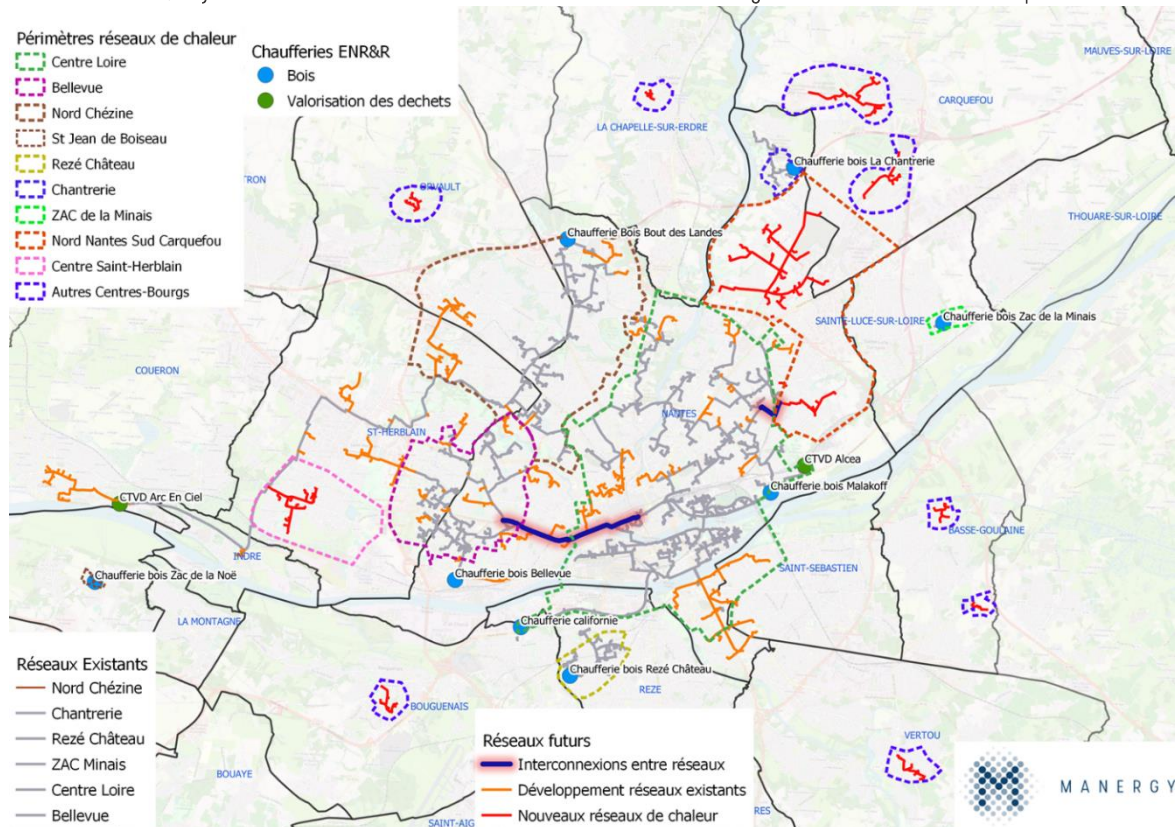 Périmètres réseaux de chaleur
Centre Loire
Bellevue
Nord Chézine
St Jean de Boiseau
Rezé Château
Chantrerie
ZAC de la Minais
Nord Nantes Sud Carquefou
Centre Saint-Herblain
Autres Centres-Bourgs
Chaufferies ENR&R
Bois
Valorisation des dechets
MAUVES-SUR-LOIRE
CARQUEFOU
LA CHAPELLE-SUR-ERDRE
Chaufferie bois La Chantrerie
TRON
ORVAULT
THOUARE-SUR-LOIRE
Chaufferie Bois Bout des Landes
SAINTE-LUCE-SUR-LOIRE
Chaufferie bois Zac de la Minais
COUERON
NANTES
ST-HERBLAIN
CTVD Alcea
CTVD Arc En Ciel
Chaufferie bois Malakoff
BASSE-GOULAINE
INDRE
SAINT-SEBASTIEN
Chaufferie bois Zac de la Noë
Chaufferie bois Bellevue
LA MONTAGNE
Chaufferie californie
Chaufferie bois Rezé Château
REZE
BOUGUENAIS
VERTOU
BOUAYE
SAINT-AIG
RES
Réseaux Existants
Nord Chézine
Chantrerie
Rezé Château
ZAC Minais
Centre Loire
Bellevue
Réseaux futurs
Interconnexions entre réseaux
Développement réseaux existants
Nouveaux réseaux de chaleur
MANERGY